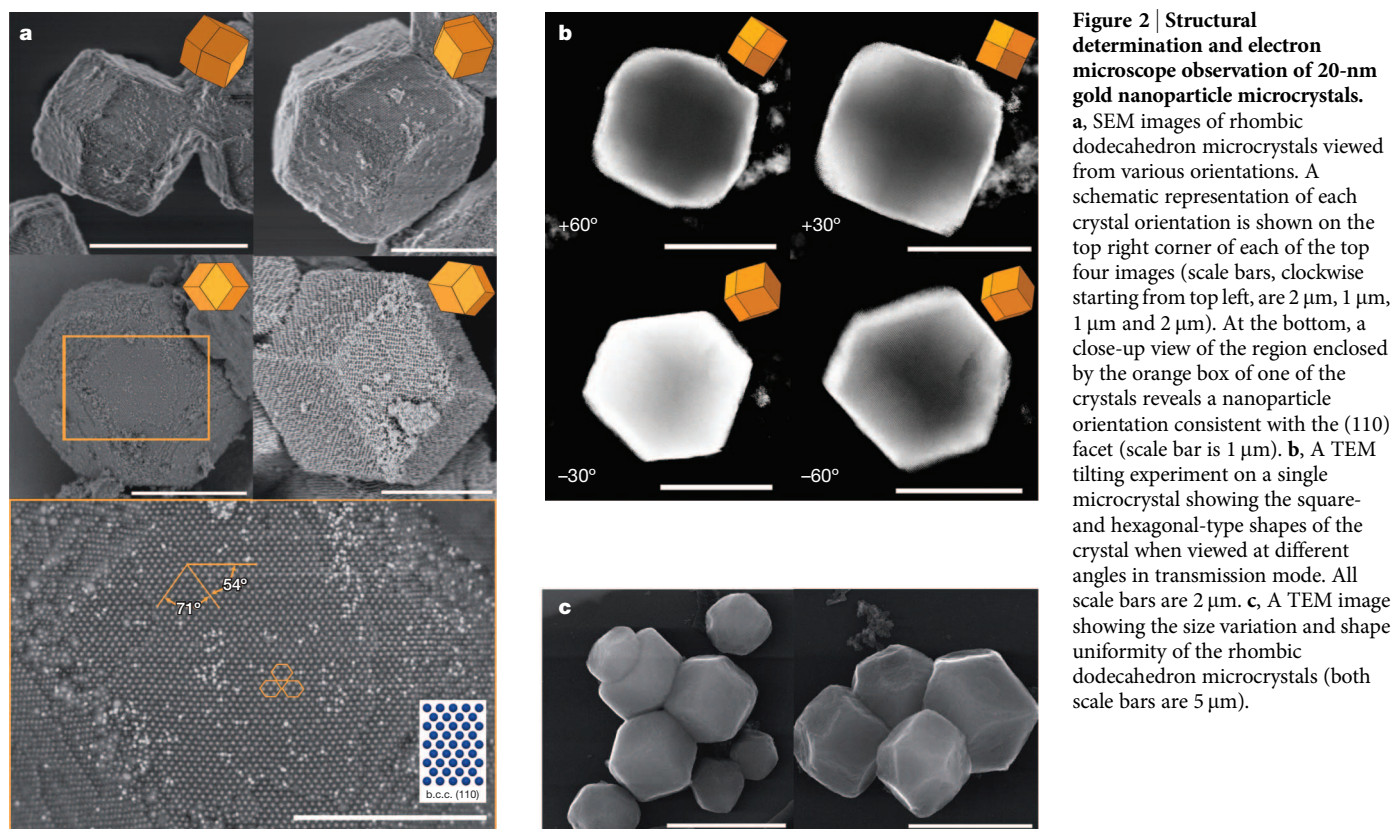 a
71º
54º
b.c.c. (110)
b
+60º
+30º
–30º
–60º
c
Figure 2 | Structural
determination and electron
microscope observation of 20-nm
gold nanoparticle microcrystals.
a, SEM images of rhombic
dodecahedron microcrystals viewed
from various orientations. A
schematic representation of each
crystal orientation is shown on the
top right corner of each of the top
four images (scale bars, clockwise
starting from top left, are 2 μm, 1 μm,
1 μm and 2 μm). At the bottom, a
close-up view of the region enclosed
by the orange box of one of the
crystals reveals a nanoparticle
orientation consistent with the (110)
facet (scale bar is 1 μm). b, A TEM
tilting experiment on a single
microcrystal showing the square-
and hexagonal-type shapes of the
crystal when viewed at different
angles in transmission mode. All
scale bars are 2 μm. c, A TEM image
showing the size variation and shape
uniformity of the rhombic
dodecahedron microcrystals (both
scale bars are 5 μm).